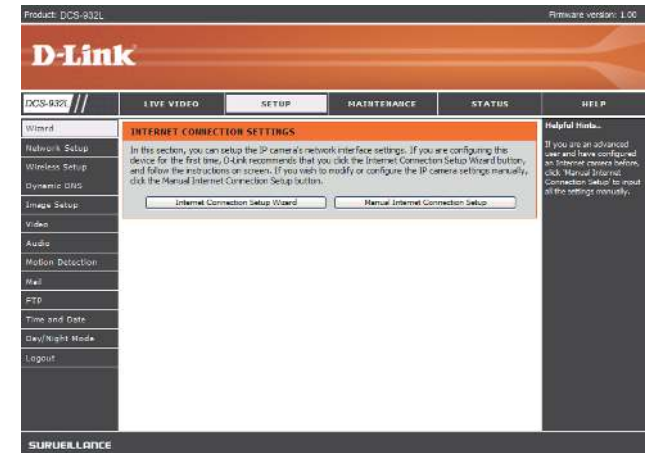 Product: DCS-932L
Firmware version: 1.00
D-Link
DCS-932L
LIVE VIDEO
SETUP
MAINTENANCE
STATUS
HELP
Wizard
Network Setup
Wireless Setup
Dynamic DNS
Image Setup
Video
Audio
Motion Detection
Mail
FTP
Time and Date
Day/Night Mode
Logout
INTERNET CONNECTION SETTINGS
In this section, you can setup the IP camera's network interface settings. If you are configuring this
device for the first time, D-Link recommends that you click the Internet Connection Setup Wizard button,
and follow the instructions on screen. If you wish to modify or configure the IP camera settings manually,
click the Manual Internet Connection Setup button.
Internet Connection Setup Wizard
Manual Internet Connection Setup
Helpful Hints..
If you are an advanced
user and have configured
an Internet camera before,
click 'Manual Internet
Connection Setup' to input
all the settings manually.
SURVEILLANCE